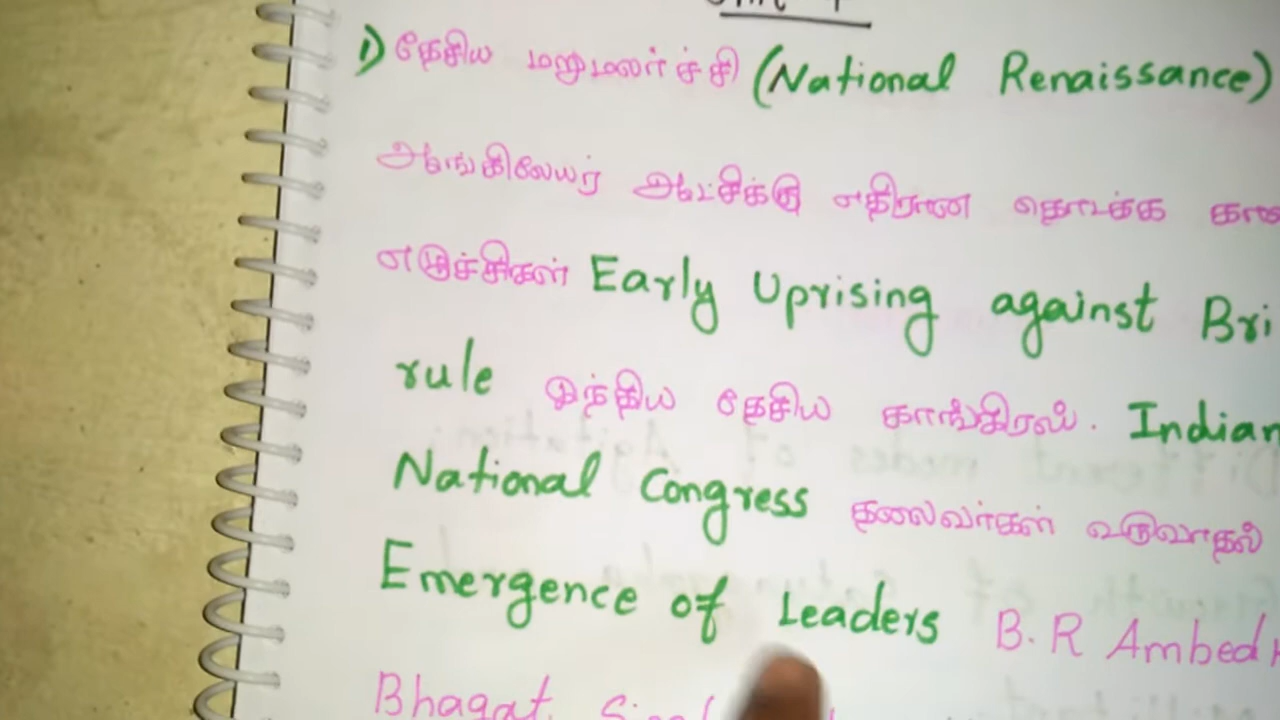 1) தேசிய மறுமலர்ச்சி (National Renaissance)
ஆங்கிலேயர் ஆட்சிக்கு எதிரான தொடக்க கால
எழுச்சிகள் Early Uprising against Bri
rule இந்திய தேசிய காங்கிரஸ். Indian
National Congress தலைவர்கள் வருவாதல்
Emergence of Leaders B.R Ambed
Bhagat